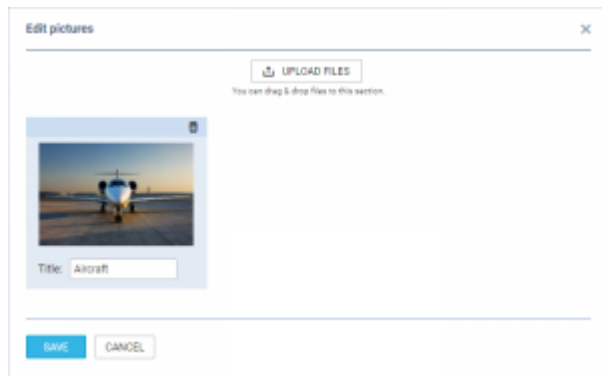 Edit pictures
UPLOAD FILES
You can drag & drop files to this section.
Title: Aircraft
SAVE CANCEL